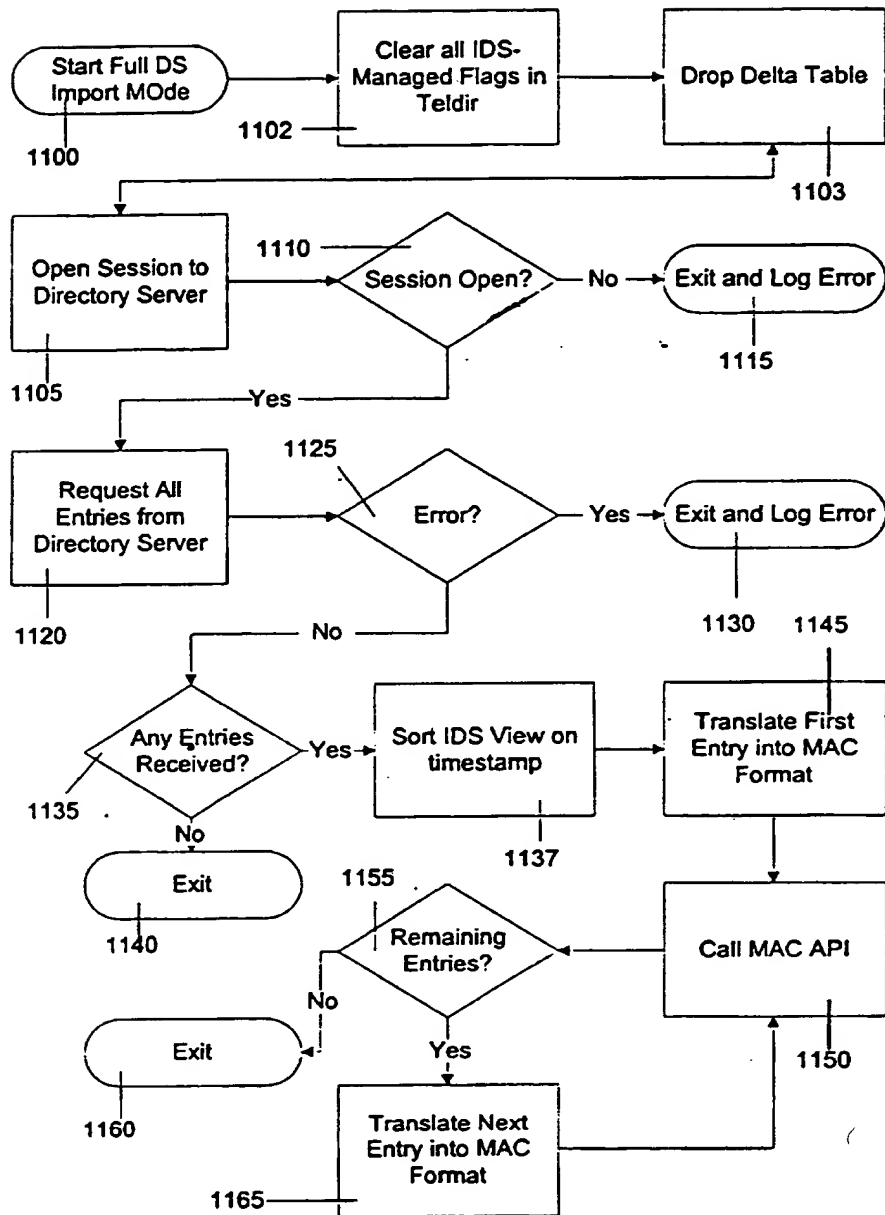 Start Full DS
Import MOde
1100
Clear all IDS-
Managed Flags in
Teldir
1102
Drop Delta Table
1103
Open Session to
Directory Server
1105
1110
Session Open?
No
Exit and Log Error
1115
Yes
Request All
Entries from
Directory Server
1120
1125
Error?
Yes
Exit and Log Error
1130
No
Any Entries
Received?
1135
Yes
Sort IDS View on
timestamp
1137
1145
Translate First
Entry into MAC
Format
No
Exit
1140
1155
Remaining
Entries?
Call MAC API
1150
No
Exit
1160
Yes
Translate Next
Entry into MAC
Format
1165